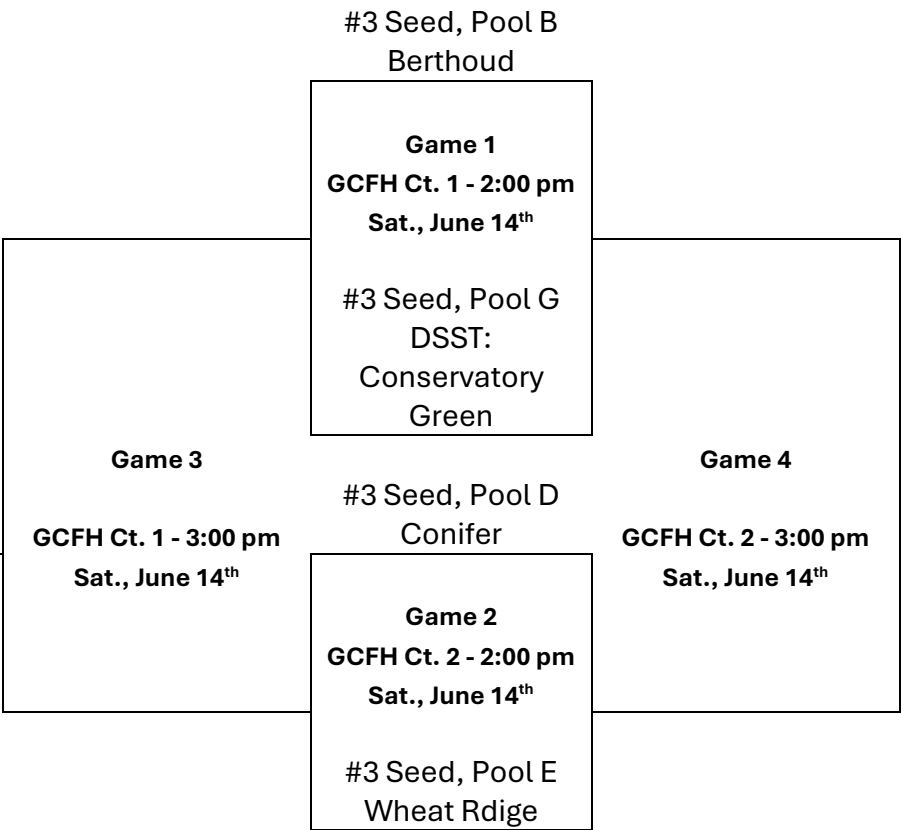 #3 Seed, Pool B
Berthoud
Game 1
GCFH Ct. 1 - 2:00 pm
Sat., June 14th
#3 Seed, Pool G
DSST:
Conservatory
Green
Game 3
GCFH Ct. 1 - 3:00 pm
Sat., June 14th
Game 4
GCFH Ct. 2 - 3:00 pm
Sat., June 14th
#3 Seed, Pool D
Conifer
Game 2
GCFH Ct. 2 - 2:00 pm
Sat., June 14th
#3 Seed, Pool E
Wheat Rdige